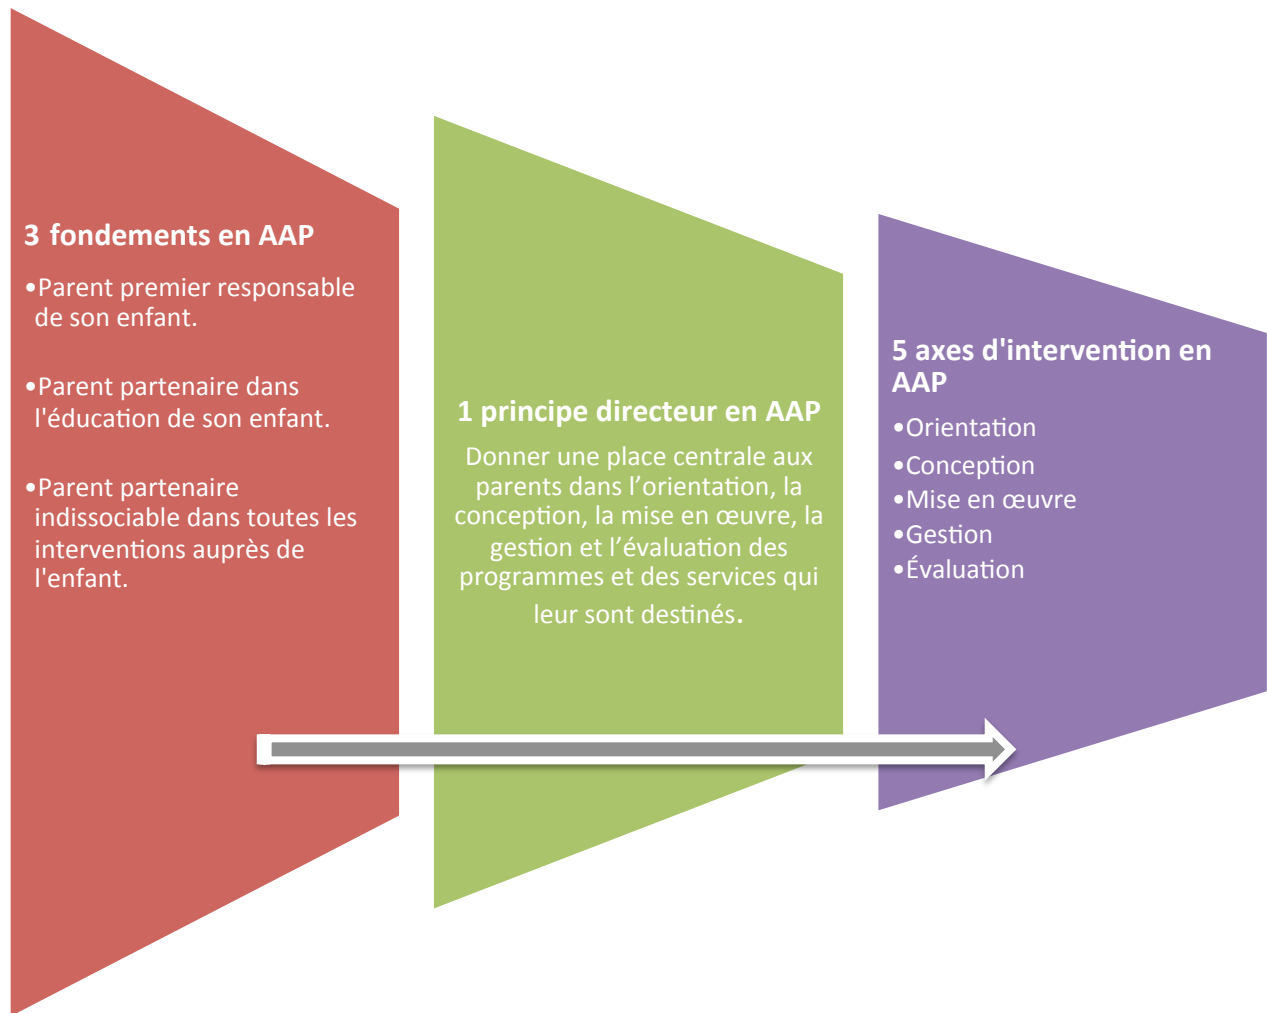 3 fondements en AAP
•Parent premier responsable
de son enfant.
•Parent partenaire dans
l'éducation de son enfant.
•Parent partenaire
indissociable dans toutes les
interventions auprès de
l'enfant.
1 principe directeur en AAP
Donner une place centrale aux
parents dans l’orientation, la
conception, la mise en œuvre, la
gestion et l’évaluation des
programmes et des services qui
leur sont destinés.
5 axes d'intervention en
AAP
•Orientation
•Conception
•Mise en œuvre
•Gestion
•Évaluation